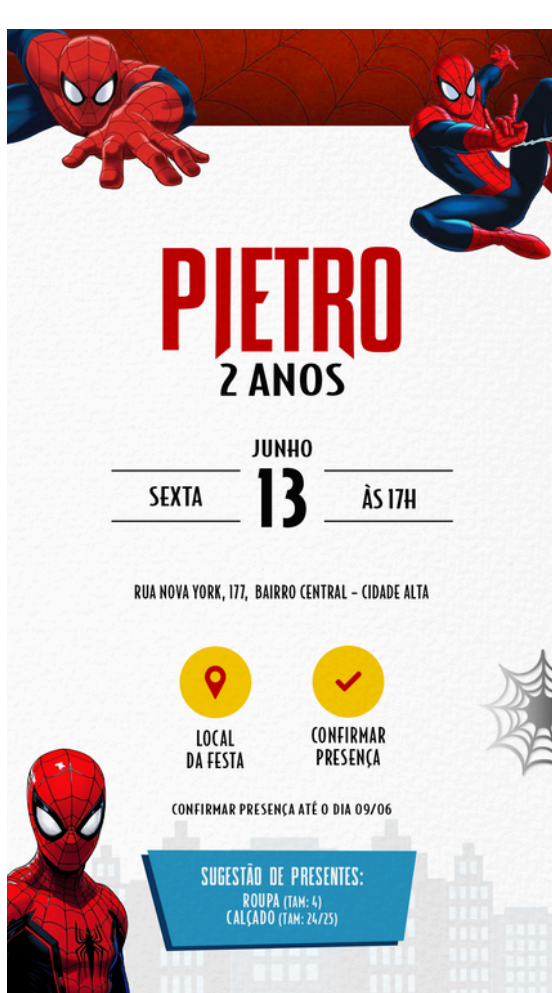 PIETRO
2 ANOS
JUNHO
SEXTA 13 ÀS 17H
RUA NOVA YORK, 177, BAIRRO CENTRAL - CIDADE ALTA
LOCAL
DA FESTA
CONFIRMAR
PRESENÇA
CONFIRMAR PRESENÇA ATÉ O DIA 09/06
SUGESTÃO DE PRESENTES:
ROUPA (TAM: 4)
CALÇADO (TAM: 24/25)